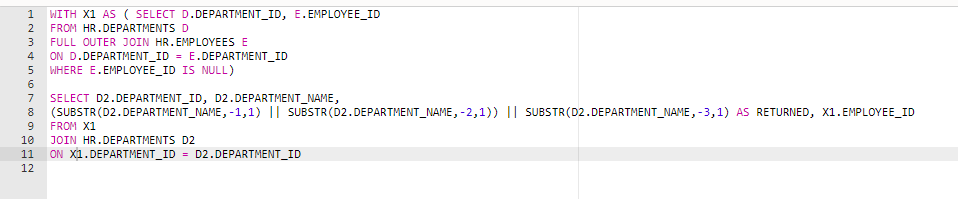 1 WITH X1 AS ( SELECT D.DEPARTMENT_ID, E.EMPLOYEE_ID
2 FROM HR.DEPARTMENTS D
3 FULL OUTER JOIN HR.EMPLOYEES E
4 ON D.DEPARTMENT_ID = E.DEPARTMENT_ID
5 WHERE E.EMPLOYEE_ID IS NULL)
6
7 SELECT D2.DEPARTMENT_ID, D2.DEPARTMENT_NAME,
8 (SUBSTR(D2.DEPARTMENT_NAME,-1,1) || SUBSTR(D2.DEPARTMENT_NAME,-2,1)) || SUBSTR(D2.DEPARTMENT_NAME,-3,1) AS RETURNED, X1.EMPLOYEE_ID
9 FROM X1
10 JOIN HR.DEPARTMENTS D2
11 ON X1.DEPARTMENT_ID = D2.DEPARTMENT_ID
12